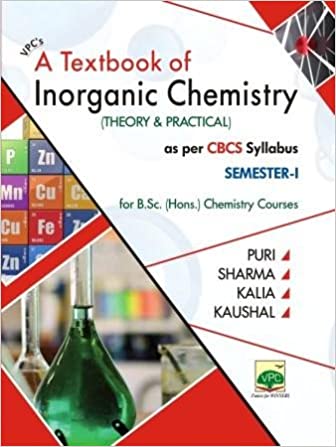 VPC's
A Textbook of
Inorganic Chemistry
(THEORY & PRACTICAL)
as per CBCS Syllabus
SEMESTER-I
for B.Sc. (Hons.) Chemistry Courses
P Zn
Mn Cu Cu
Cu Fe Zn
Zn
PURI
SHARMA
KALIA
KAUSHAL
VPC